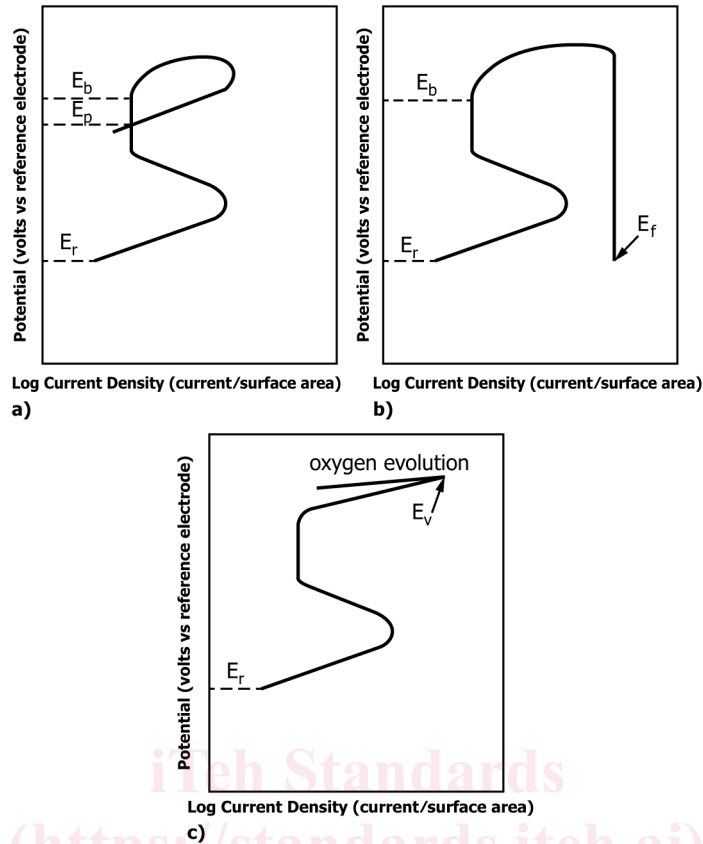 Potential (volts vs reference electrode)
E_b
E_p
E_r
Log Current Density (current/surface area)
a)
Potential (volts vs reference electrode)
E_b
E_r
E_f
Log Current Density (current/surface area)
b)
Potential (volts vs reference electrode)
oxygen evolution
E_v
E_r
Log Current Density (current/surface area)
c)
iTeh Standards
(https://standards.iteh.ai)